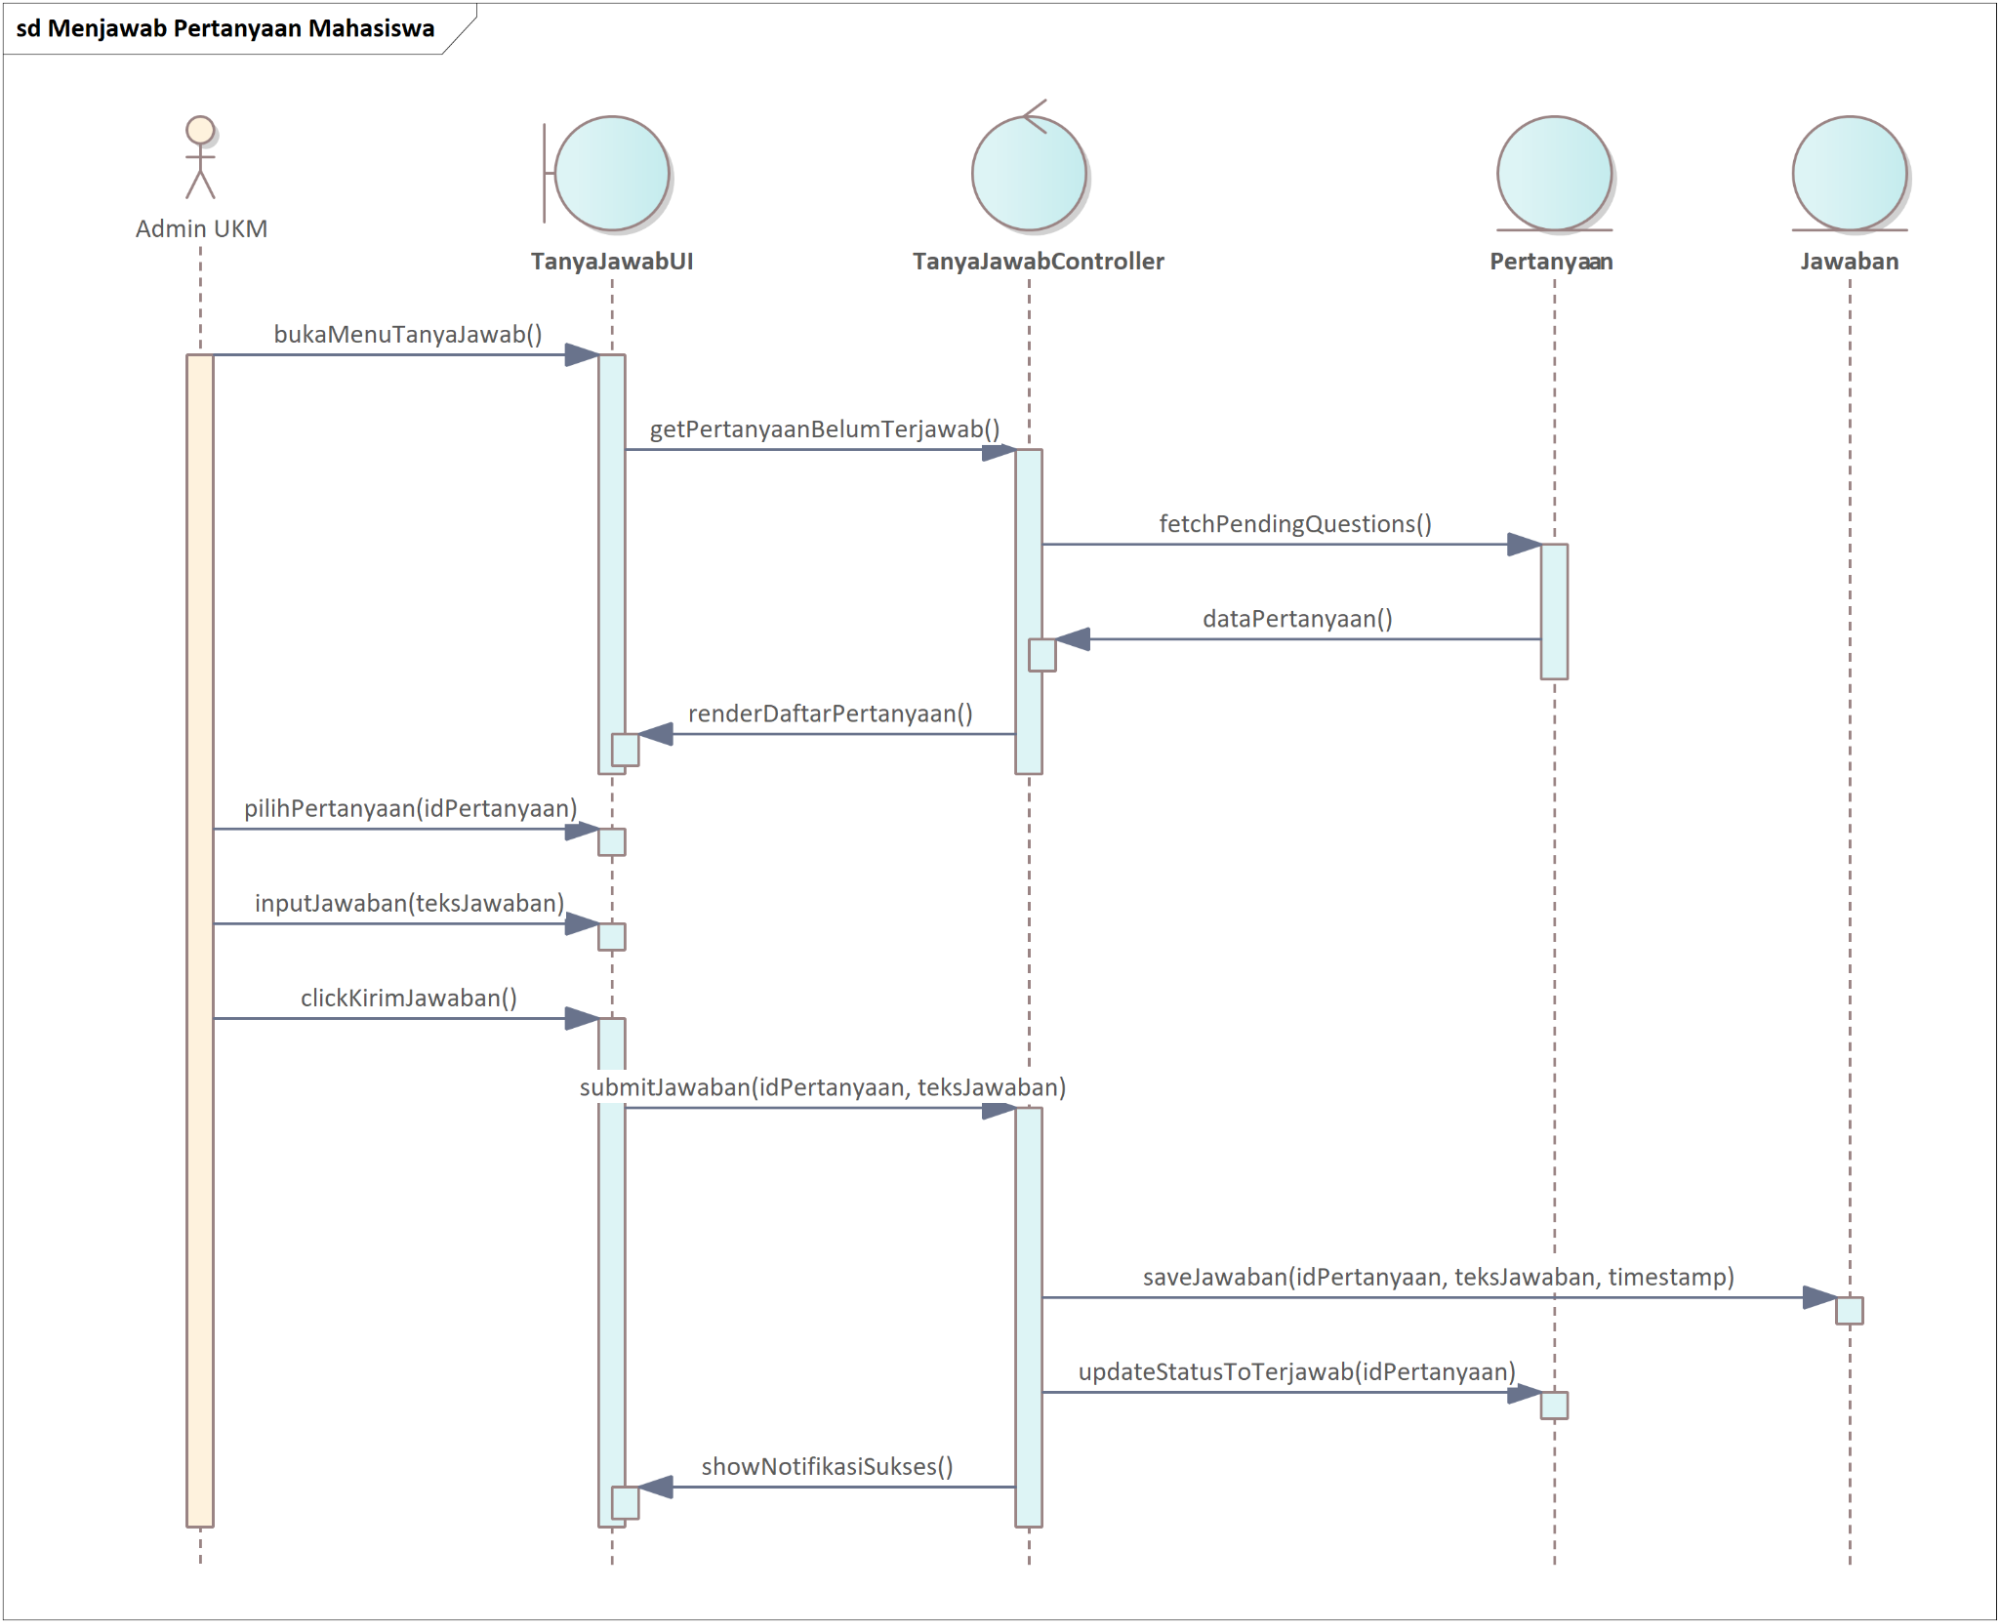 sd Menjawab Pertanyaan Mahasiswa
Admin UKM
TanyaJawabUI
TanyaJawabController
Pertanyaan
Jawaban
bukaMenuTanyaJawab()
getPertanyaanBelumTerjawab()
fetchPendingQuestions()
dataPertanyaan()
renderDaftarPertanyaan()
pilihPertanyaan(idPertanyaan)
inputJawaban(teksJawaban)
clickKirimJawaban()
submitJawaban(idPertanyaan, teksJawaban)
saveJawaban(idPertanyaan, teksJawaban, timestamp)
updateStatusToTerjawab(idPertanyaan)
showNotifikasiSukses()